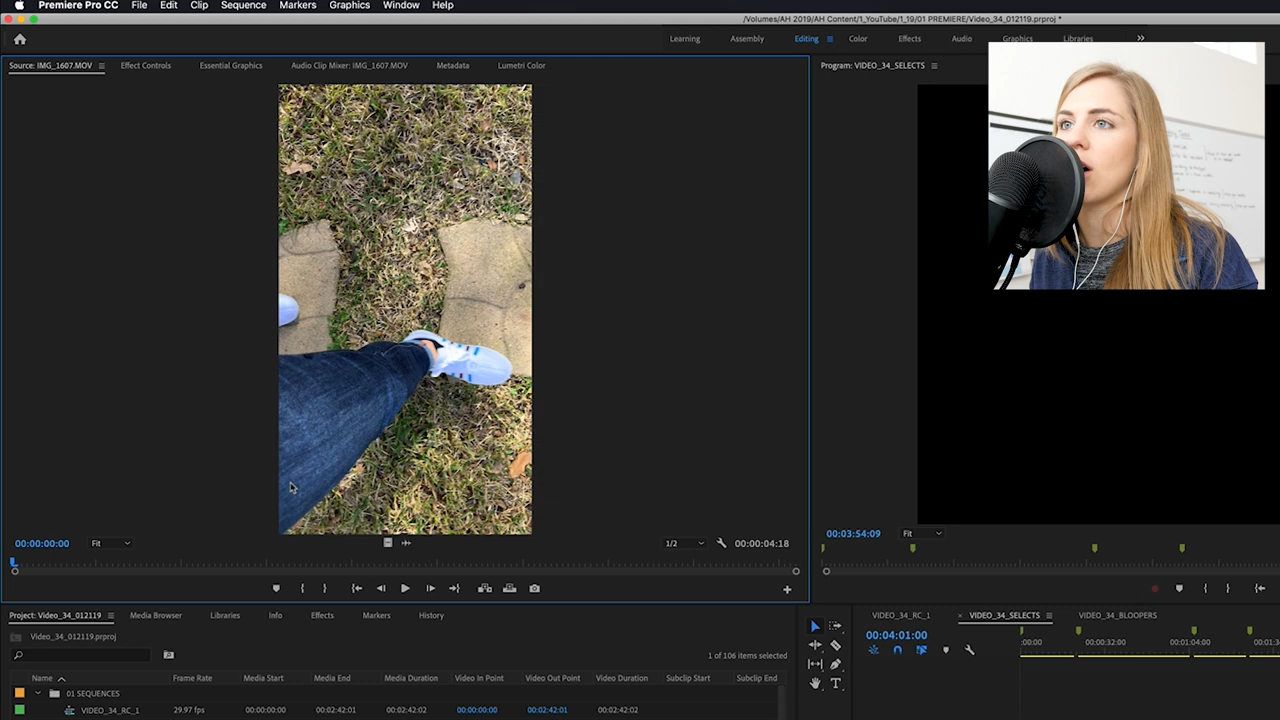 Premiere Pro CC File Edit Clip Sequence Markers Graphics Window Help
/Volumes/AH 2019/AH Content/1_YouTube/1_19/01 PREMIERE/Video_34_012119.prproj *
Learning Assembly Editing Color Effects Audio Graphics Libraries >>
Source: IMG_1607.MOV Effect Controls Essential Graphics Audio Clip Mixer: IMG_1607.MOV Metadata Lumetri Color
Program: VIDEO_34_SELECTS
00:03:54:09 Fit
00:00:00:00 Fit 1/2 00:00:04:18
Project: Video_34_012119 Media Browser Libraries Info Effects Markers History
VIDEO_34_RC_1 × VIDEO_34_SELECTS VIDEO_34_BLOOPERS
Video_34_012119.prproj
00:04:01:00
:00:00 00:00:32:00 00:01:04:00
1 of 106 items selected
Name Frame Rate Media Start Media End Media Duration Video In Point Video Out Point Video Duration Subclip Start Subclip End
01 SEQUENCES
VIDEO_34_RC_1 29.97 fps 00:00:00:00 00:02:42:01 00:02:42:02 00:00:00:00 00:02:42:01 00:02:42:02